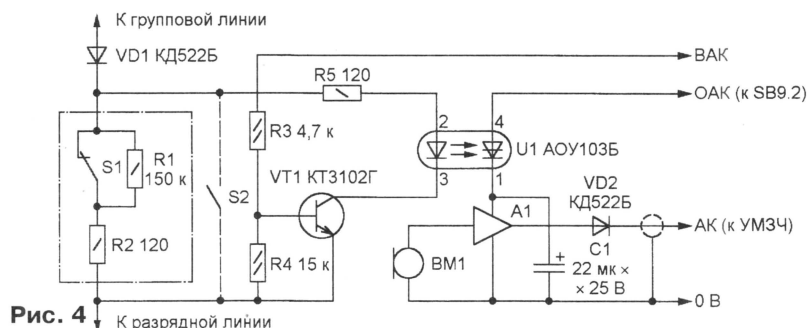 К групповой линии
VD1 КД522Б
ВАК
R5 120
ОАК (к SB9.2)
R3 4,7 к
2
4
U1 АОУ103Б
S1
R1
150 к
VT1 КТ3102Г
3
1
VD2
КД522Б
S2
A1
АК (к УМЗЧ)
R2 120
R4 15 к
BM1
C1
+
22 мк ×
× 25 В
0 В
Рис. 4
К разрядной линии